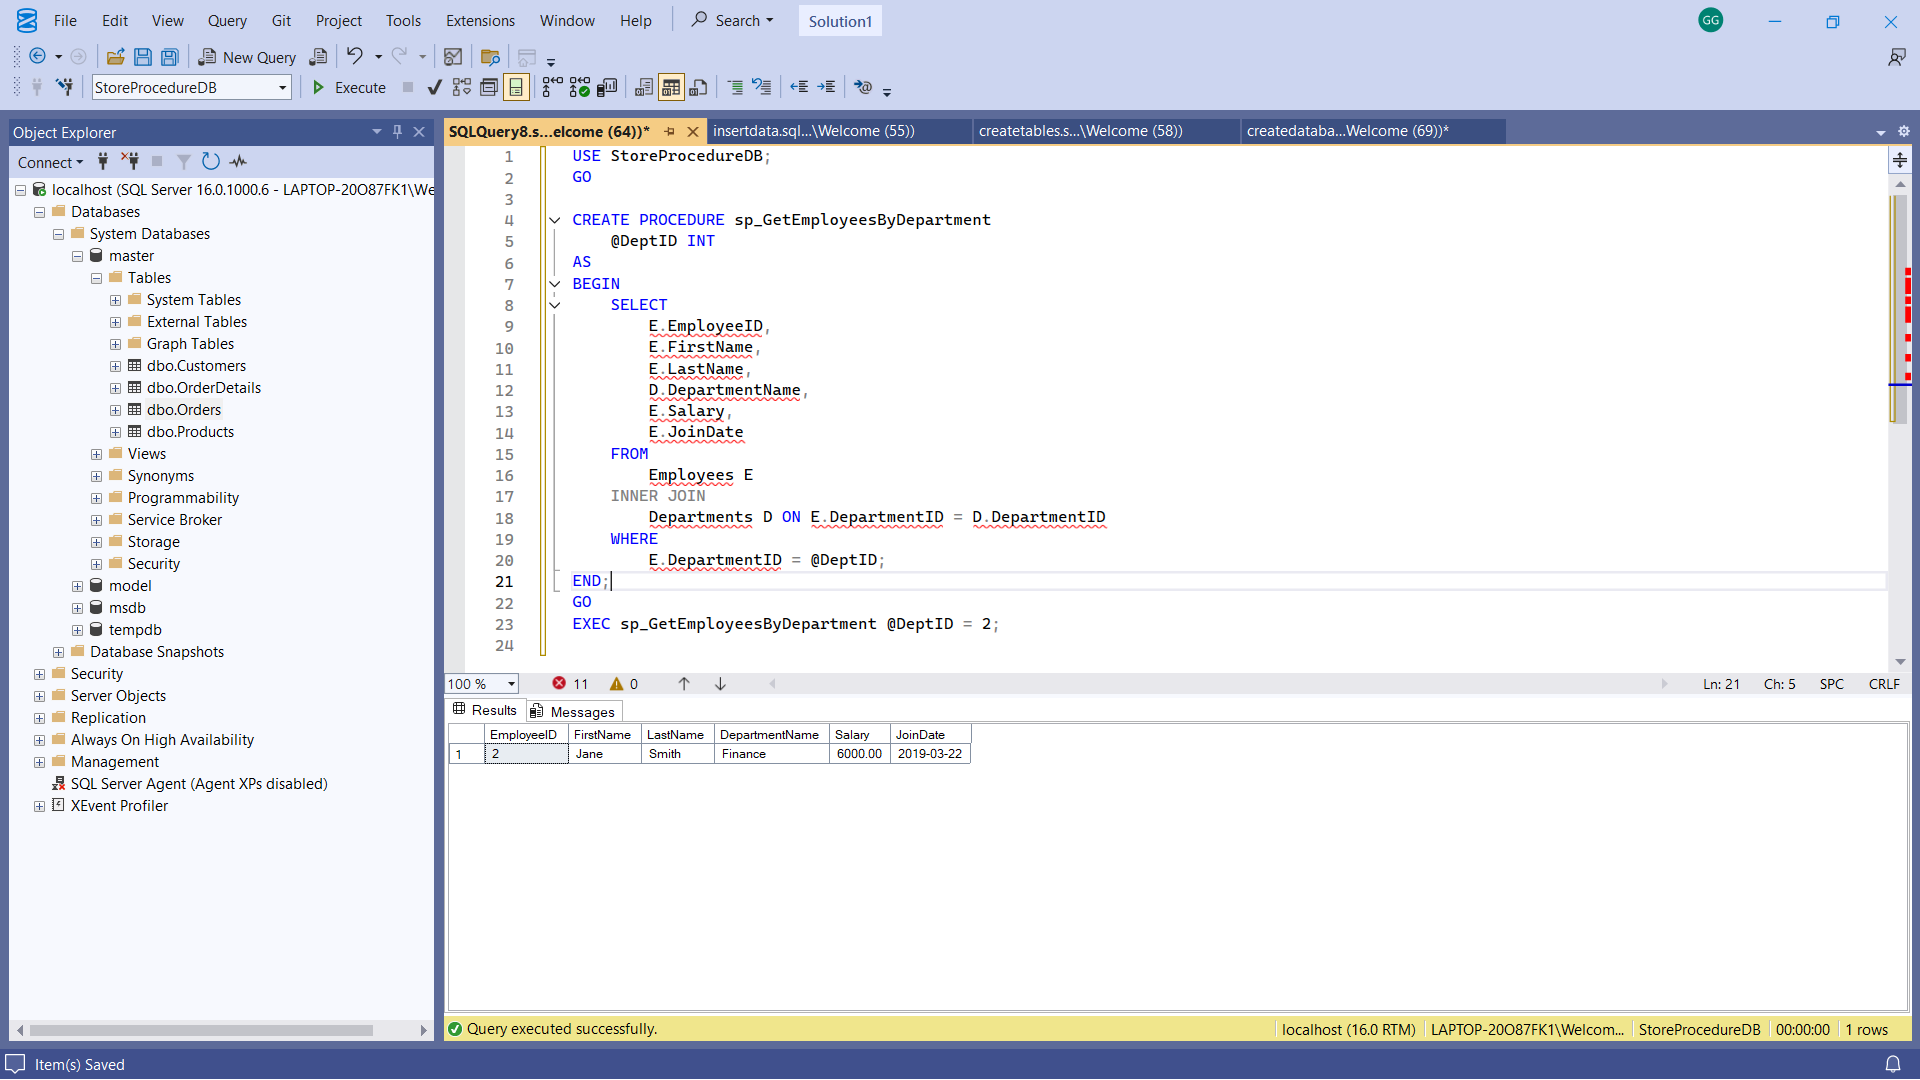 File Edit View Query Git Project Tools Extensions Window Help Search Solution1 GG
New Query
StoreProcedureDB Execute
Object Explorer
Connect
localhost (SQL Server 16.0.1000.6 - LAPTOP-20O87FK1\We
Databases
System Databases
master
Tables
System Tables
External Tables
Graph Tables
dbo.Customers
dbo.OrderDetails
dbo.Orders
dbo.Products
Views
Synonyms
Programmability
Service Broker
Storage
Security
model
msdb
tempdb
Database Snapshots
Security
Server Objects
Replication
Always On High Availability
Management
SQL Server Agent (Agent XPs disabled)
XEvent Profiler
SQLQuery8.s...elcome (64))* insertdata.sql...\Welcome (55)) createtables.s...\Welcome (58)) createdataba...Welcome (69))*
1 USE StoreProcedureDB;
2 GO
3
4 CREATE PROCEDURE sp_GetEmployeesByDepartment
5 @DeptID INT
6 AS
7 BEGIN
8 SELECT
9 E.EmployeeID,
10 E.FirstName,
11 E.LastName,
12 D.DepartmentName,
13 E.Salary,
14 E.JoinDate
15 FROM
16 Employees E
17 INNER JOIN
18 Departments D ON E.DepartmentID = D.DepartmentID
19 WHERE
20 E.DepartmentID = @DeptID;
21 END;
22 GO
23 EXEC sp_GetEmployeesByDepartment @DeptID = 2;
24
100 % 11 0 Ln: 21 Ch: 5 SPC CRLF
Results Messages
EmployeeID FirstName LastName DepartmentName Salary JoinDate
1 2 Jane Smith Finance 6000.00 2019-03-22
Query executed successfully. localhost (16.0 RTM) LAPTOP-20O87FK1\Welcom... StoreProcedureDB 00:00:00 1 rows
Item(s) Saved